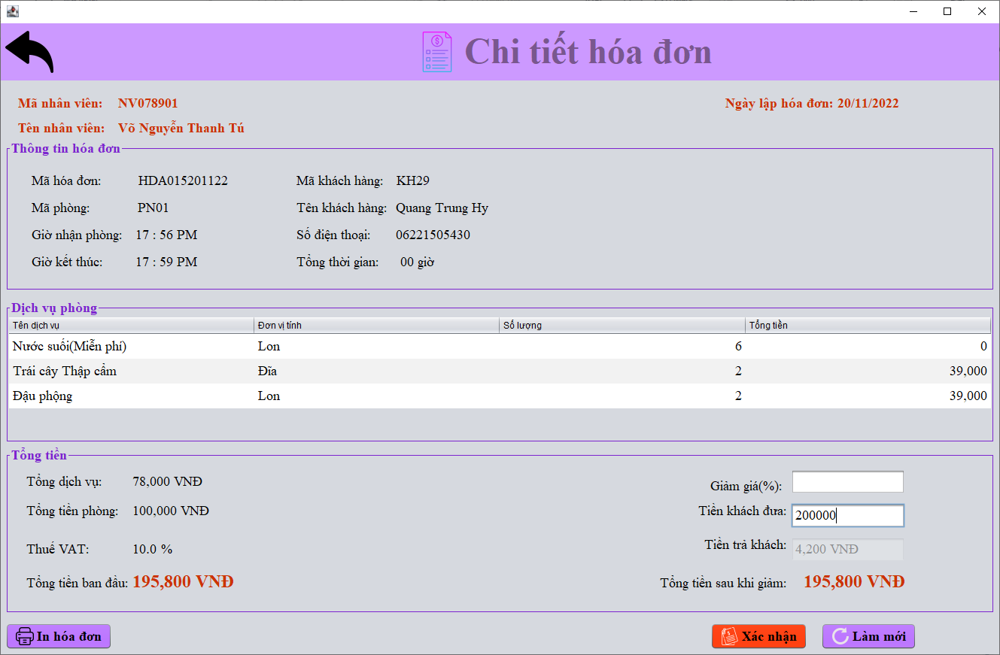 Chi tiết hóa đơn
Mã nhân viên: NV078901 Ngày lập hóa đơn: 20/11/2022
Tên nhân viên: Võ Nguyễn Thanh Tú
Thông tin hóa đơn
Mã hóa đơn: HDA015201122 Mã khách hàng: KH29
Mã phòng: PN01 Tên khách hàng: Quang Trung Hy
Giờ nhận phòng: 17 : 56 PM Số điện thoại: 06221505430
Giờ kết thúc: 17 : 59 PM Tổng thời gian: 00 giờ
Dịch vụ phòng
Tên dịch vụ Đơn vị tính Số lượng Tổng tiền
Nước suối(Miễn phí) Lon 6 0
Trái cây Thập cẩm Đĩa 2 39,000
Đậu phộng Lon 2 39,000
Tổng tiền
Tổng dịch vụ: 78,000 VNĐ Giảm giá(%):
Tổng tiền phòng: 100,000 VNĐ Tiền khách đưa: 200000
Thuế VAT: 10.0 % Tiền trả khách: 4,200 VNĐ
Tổng tiền ban đầu: 195,800 VNĐ Tổng tiền sau khi giảm: 195,800 VNĐ
In hóa đơn Xác nhận Làm mới